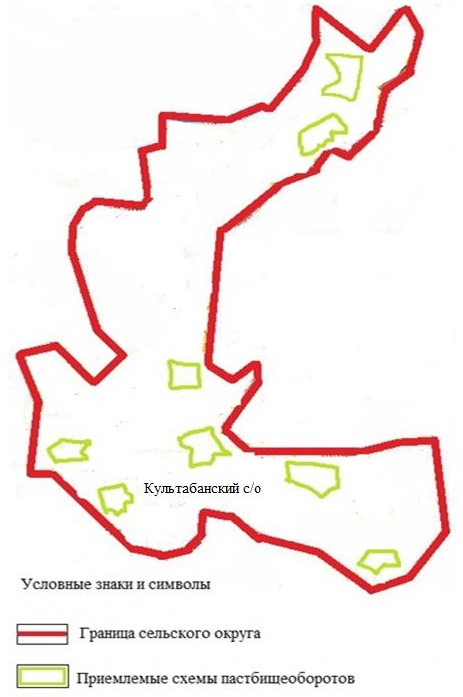 Культабанский с/о
Условные знаки и символы
Граница сельского округа
Приемлемые схемы пастбищеоборотов